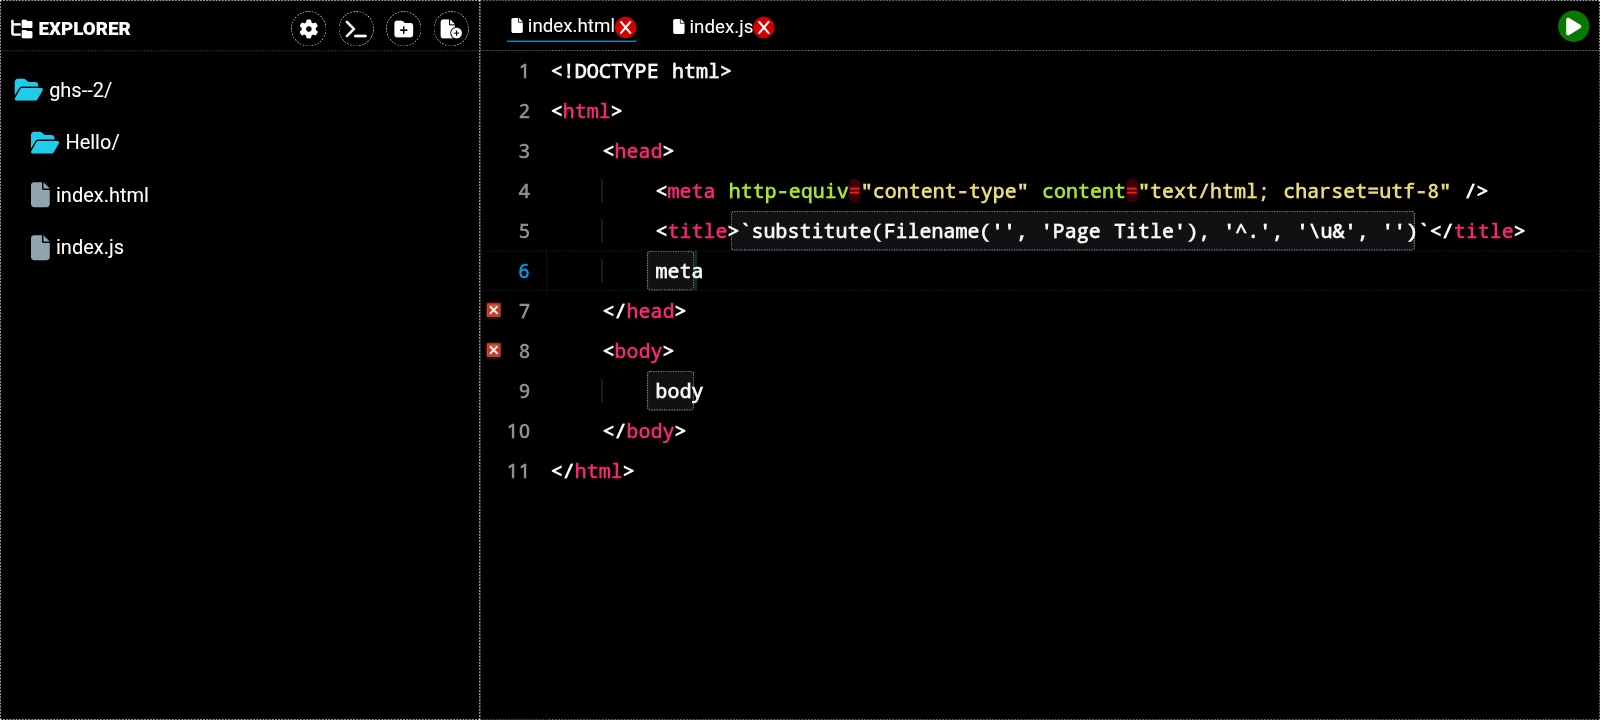 EXPLORER
ghs--2/
Hello/
index.html
index.js
index.html
index.js
1 <!DOCTYPE html>
2 <html>
3 <head>
4 <meta http-equiv="content-type" content="text/html; charset=utf-8" />
5 <title>`substitute(Filename('', 'Page Title'), '^.', '\u&', '')`</title>
6 meta
7 </head>
8 <body>
9 body
10 </body>
11 </html>